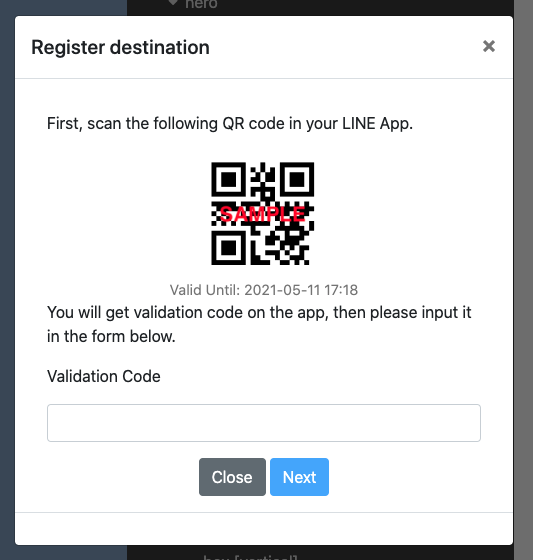 hero
Register destination
×
First, scan the following QR code in your LINE App.
SAMPLE
Valid Until: 2021-05-11 17:18
You will get validation code on the app, then please input it
in the form below.
Validation Code
Close Next
box [vertical]